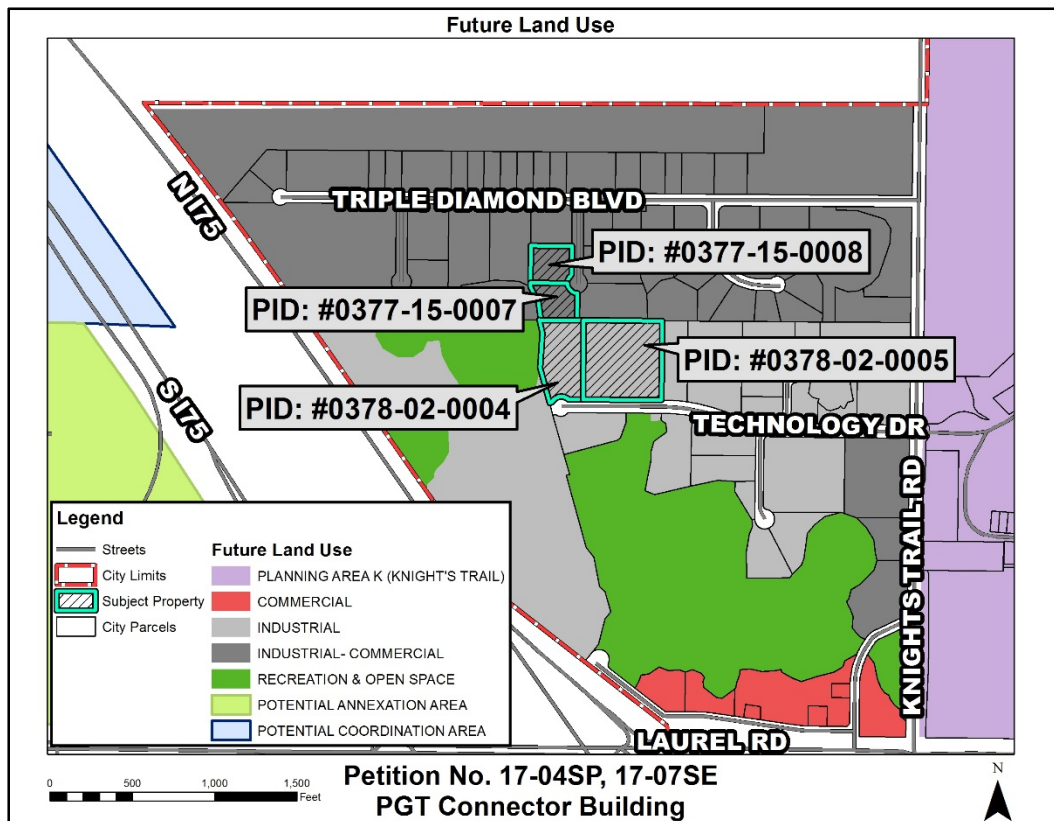 Future Land Use
N I75
S I75
TRIPLE DIAMOND BLVD
PID: #0377-15-0008
PID: #0377-15-0007
PID: #0378-02-0005
PID: #0378-02-0004
TECHNOLOGY DR
KNIGHTS TRAIL RD
LAUREL RD
Legend
Streets
City Limits
Subject Property
City Parcels
Future Land Use
PLANNING AREA K (KNIGHT'S TRAIL)
COMMERCIAL
INDUSTRIAL
INDUSTRIAL- COMMERCIAL
RECREATION & OPEN SPACE
POTENTIAL ANNEXATION AREA
POTENTIAL COORDINATION AREA
0 500 1,000 1,500
Feet
Petition No. 17-04SP, 17-07SE
PGT Connector Building
N